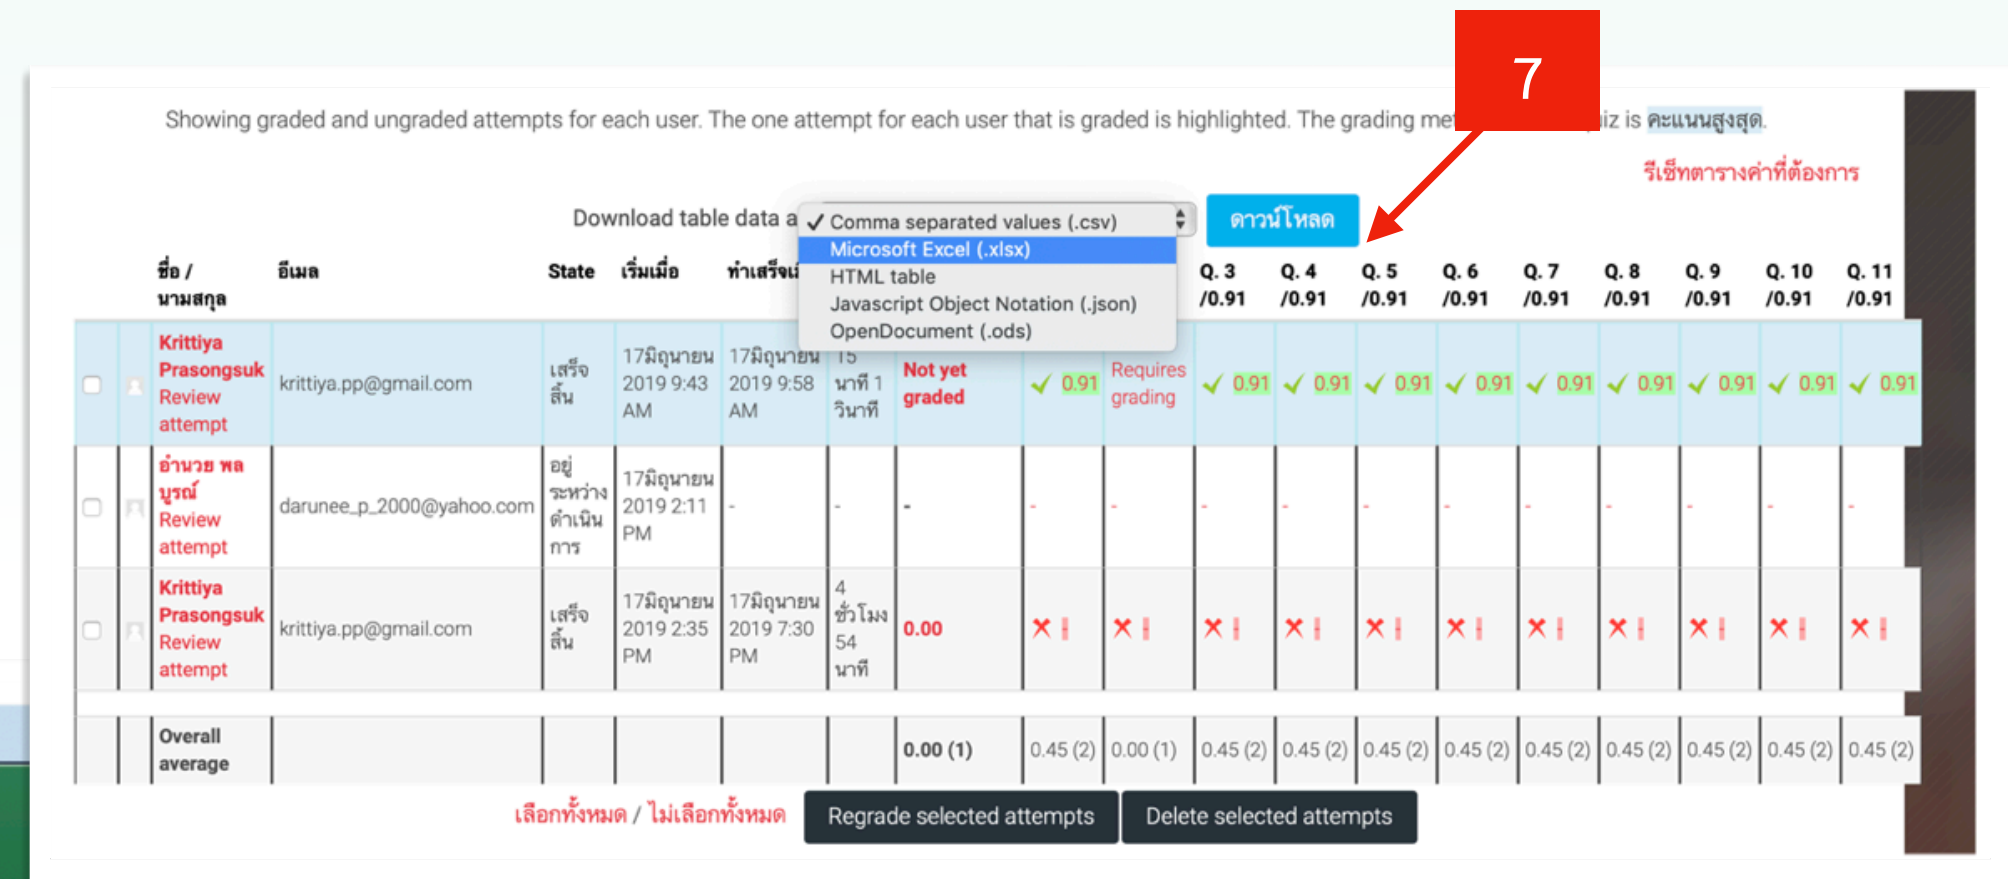 7
Showing graded and ungraded attempts for each user. The one attempt for each user that is graded is highlighted. The grading me iz is คะแนนสูงสุด.
รีเซ็ทตารางค่าที่ต้องการ
Download table data a ✓ Comma separated values (.csv) ดาวน์โหลด
Microsoft Excel (.xlsx)
HTML table
Javascript Object Notation (.json)
OpenDocument (.ods)
ชื่อ / อีเมล State เริ่มเมื่อ ทำเสร็จเมื่ Q. 3 Q. 4 Q. 5 Q. 6 Q. 7 Q. 8 Q. 9 Q. 10 Q. 11
นามสกุล /0.91 /0.91 /0.91 /0.91 /0.91 /0.91 /0.91 /0.91 /0.91
Krittiya
Prasongsuk
Review
attempt
krittiya.pp@gmail.com
เสร็จ
สิ้น
17มิถุนายน
2019 9:43
AM
17มิถุนายน
2019 9:58
AM
15
นาที 1
วินาที
Not yet
graded
✓ 0.91
Requires
grading
✓ 0.91 ✓ 0.91 ✓ 0.91 ✓ 0.91 ✓ 0.91 ✓ 0.91 ✓ 0.91 ✓ 0.91 ✓ 0.91
อำนวย พล
บูรณ์
Review
attempt
darunee_p_2000@yahoo.com
อยู่
ระหว่าง
ดำเนิน
การ
17มิถุนายน
2019 2:11
PM
- - - - - - - - - - - - - -
Krittiya
Prasongsuk
Review
attempt
krittiya.pp@gmail.com
เสร็จ
สิ้น
17มิถุนายน
2019 2:35
PM
17มิถุนายน
2019 7:30
PM
4
ชั่วโมง
54
นาที
0.00
✗ - ✗ - ✗ - ✗ - ✗ - ✗ - ✗ - ✗ - ✗ - ✗ - ✗ -
Overall
average
0.00 (1) 0.45 (2) 0.00 (1) 0.45 (2) 0.45 (2) 0.45 (2) 0.45 (2) 0.45 (2) 0.45 (2) 0.45 (2) 0.45 (2) 0.45 (2)
เลือกทั้งหมด / ไม่เลือกทั้งหมด Regrade selected attempts Delete selected attempts